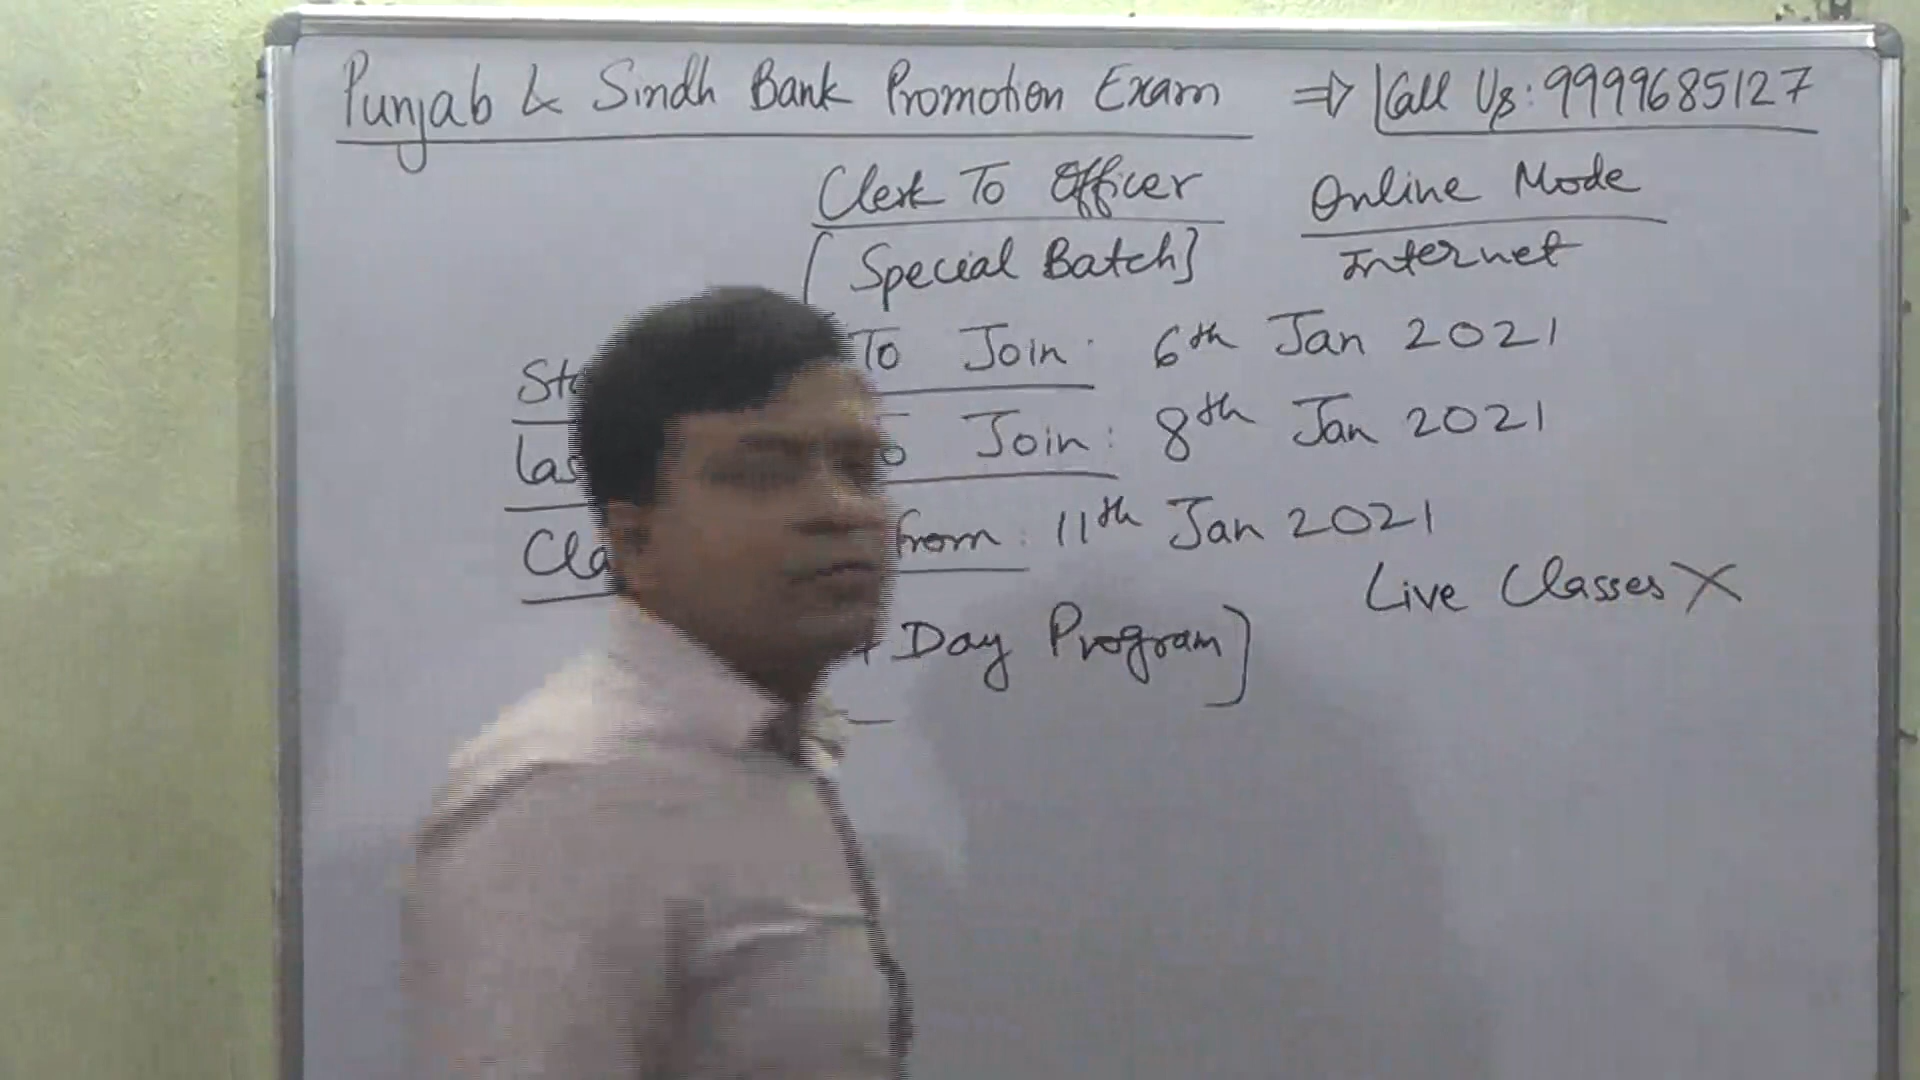 Punjab & Sindh Bank Promotion Exam ⇒ Call Us: 9999685127
Clerk To Officer
Online Mode
[Special Batch]
Internet
To Join: 6th Jan 2021
Join: 8th Jan 2021
from: 11th Jan 2021
Live Classes X
Day Program]